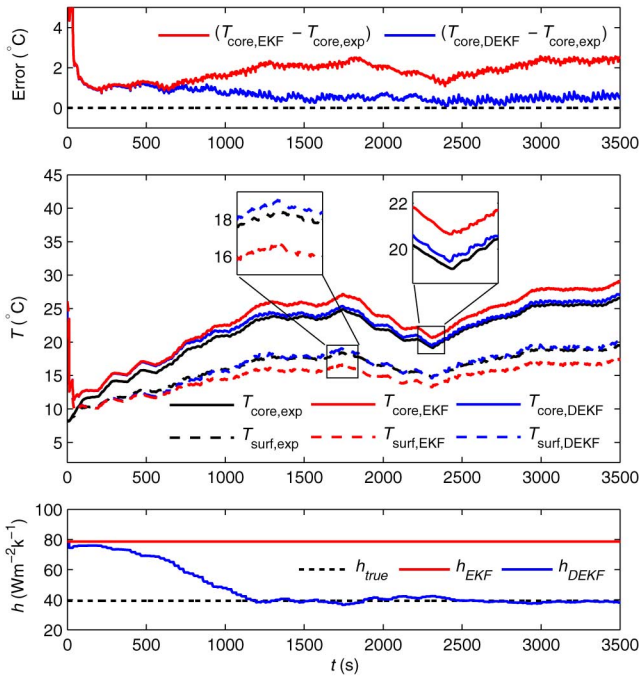 Error (°C)
4
2
0
(T_core,EKF − T_core,exp) (T_core,DEKF − T_core,exp)
0 500 1000 1500 2000 2500 3000 3500
T (°C)
45
40
35
30
25
20
15
10
5
18
16
22
20
T_core,exp T_core,EKF T_core,DEKF
T_surf,exp T_surf,EKF T_surf,DEKF
0 500 1000 1500 2000 2500 3000 3500
h (Wm⁻²k⁻¹)
100
80
60
40
20
h_true h_EKF h_DEKF
0 500 1000 1500 2000 2500 3000 3500
t (s)